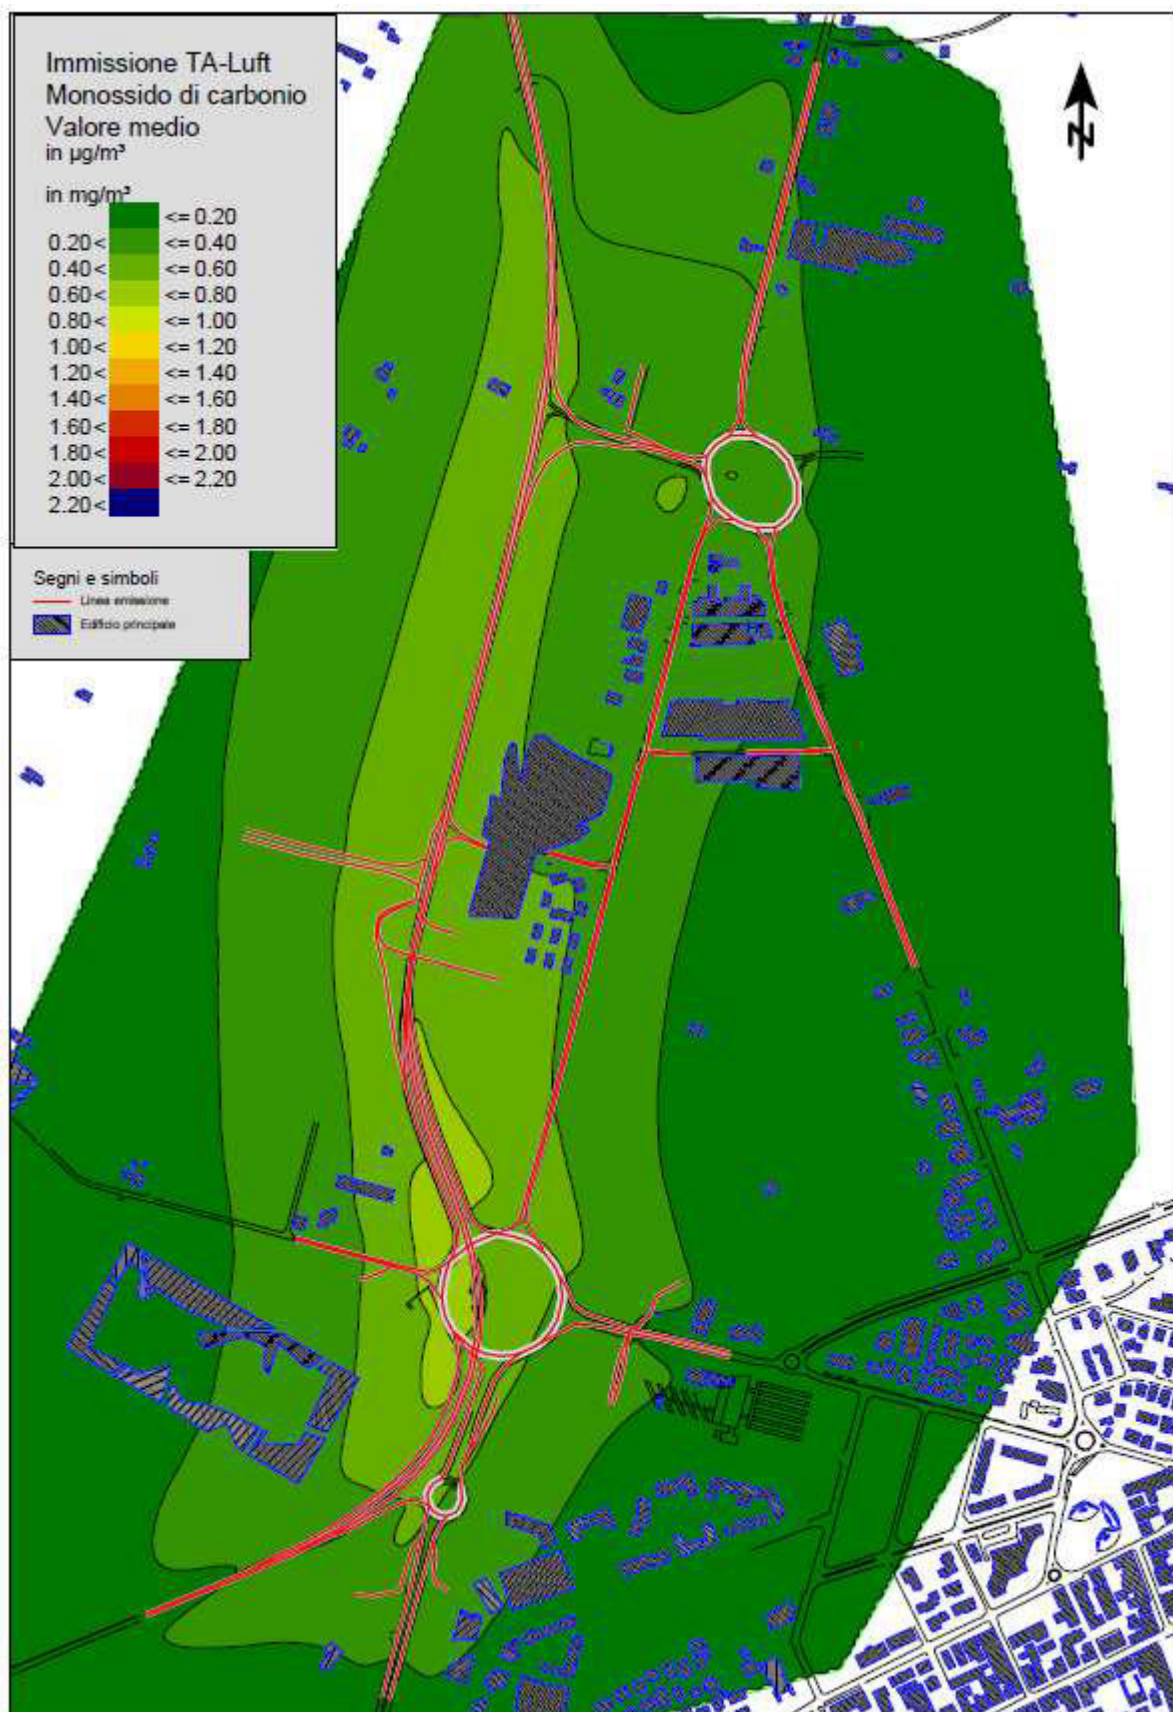 Immissione TA-Luft
Monossido di carbonio
Valore medio
in µg/m³
in mg/m³
<= 0.20
0.20 < <= 0.40
0.40 < <= 0.60
0.60 < <= 0.80
0.80 < <= 1.00
1.00 < <= 1.20
1.20 < <= 1.40
1.40 < <= 1.60
1.60 < <= 1.80
1.80 < <= 2.00
2.00 < <= 2.20
2.20 <
N
Segni e simboli
Linea emissione
Edificio principale